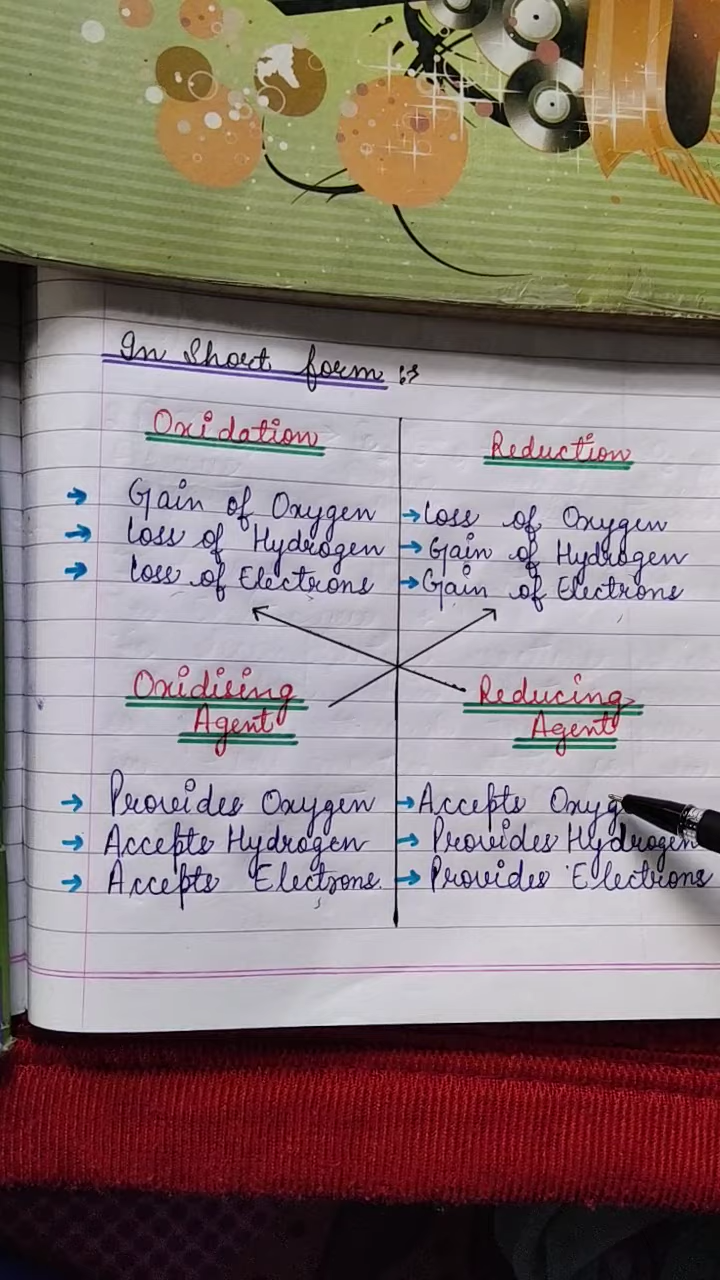 In Short form :→
Oxidation
→ Gain of Oxygen
→ Loss of Hydrogen
→ Loss of Electrons
Reduction
→ Loss of Oxygen
→ Gain of Hydrogen
→ Gain of Electrons
Oxidising
Agent
→ Provides Oxygen
→ Accepts Hydrogen
→ Accepts Electrons
Reducing
Agent
→ Accepts Oxyg
→ Provides Hydrogen
→ Provides Electrons